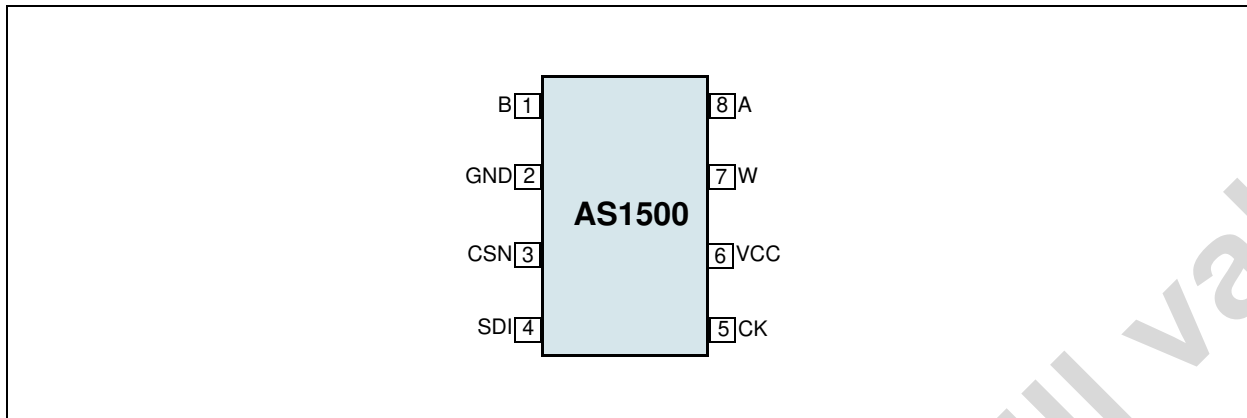 B 1 8 A
GND 2 7 W
AS1500
CSN 3 6 VCC
SDI 4 5 CK